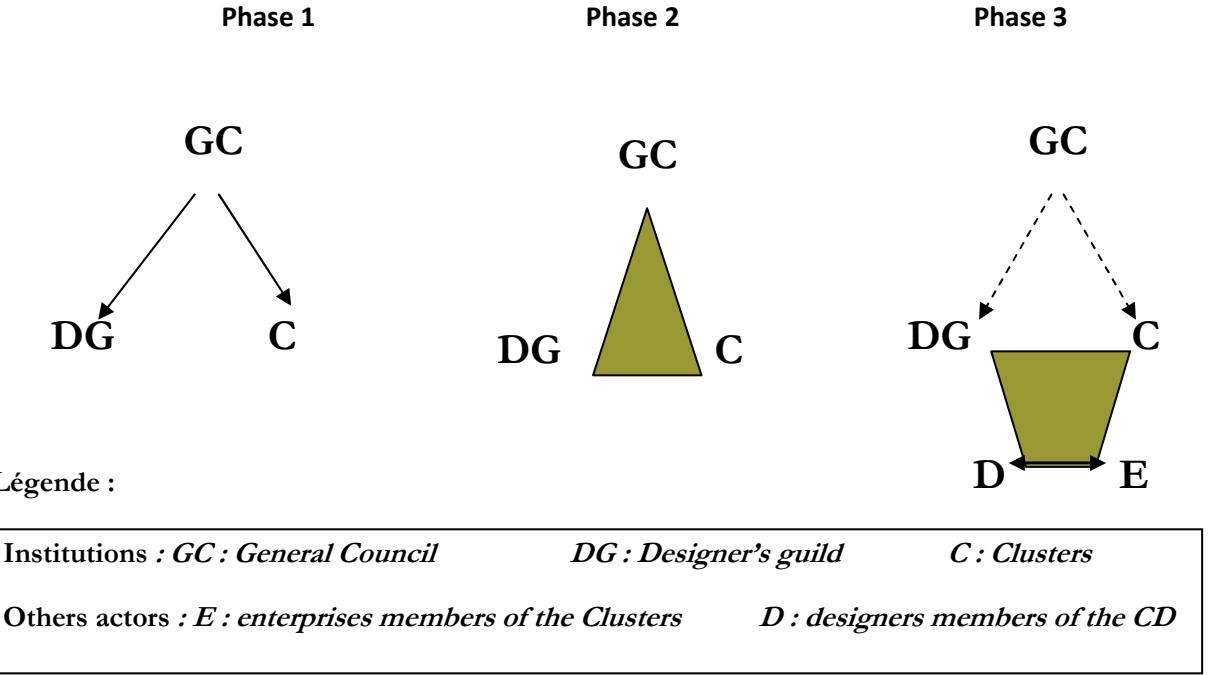 Phase 1 Phase 2 Phase 3
GC GC GC
DG C DG C DG C
D E
Légende :
Institutions : GC : General Council DG : Designer's guild C : Clusters
Others actors : E : enterprises members of the Clusters D : designers members of the CD